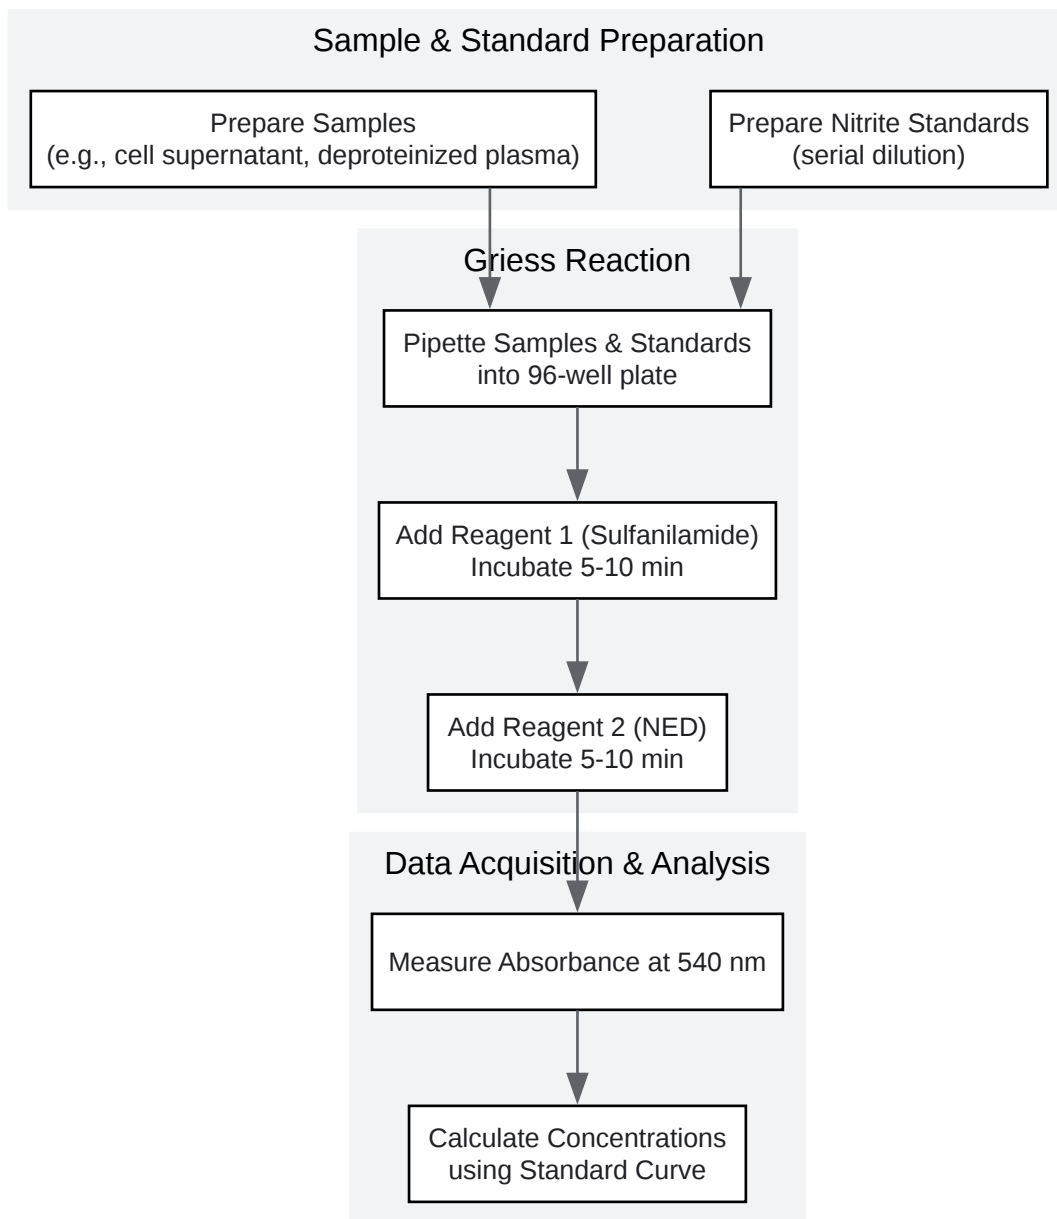 Sample & Standard Preparation
Prepare Samples
(e.g., cell supernatant, deproteinized plasma)
Prepare Nitrite Standards
(serial dilution)
Griess Reaction
Pipette Samples & Standards
into 96-well plate
Add Reagent 1 (Sulfanilamide)
Incubate 5-10 min
Add Reagent 2 (NED)
Incubate 5-10 min
Data Acquisition & Analysis
Measure Absorbance at 540 nm
Calculate Concentrations
using Standard Curve